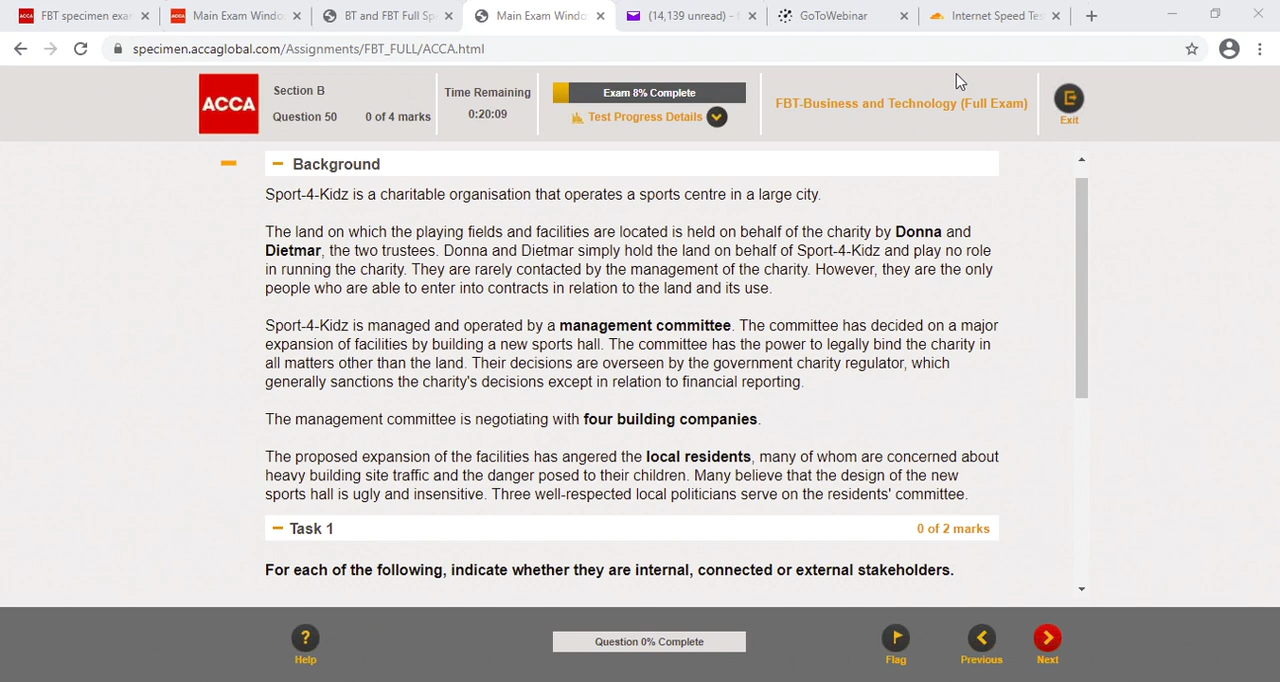 FBT specimen exar
Main Exam Windo
BT and FBT Full Sp
Main Exam Windo
(14,139 unread) - f
GoToWebinar
Internet Speed Tes
specimen.accaglobal.com/Assignments/FBT_FULL/ACCA.html
ACCA
Section B
Question 50
0 of 4 marks
Time Remaining
0:20:09
Exam 8% Complete
Test Progress Details
FBT-Business and Technology (Full Exam)
Exit
Background
Sport-4-Kidz is a charitable organisation that operates a sports centre in a large city.
The land on which the playing fields and facilities are located is held on behalf of the charity by Donna and
Dietmar, the two trustees. Donna and Dietmar simply hold the land on behalf of Sport-4-Kidz and play no role
in running the charity. They are rarely contacted by the management of the charity. However, they are the only
people who are able to enter into contracts in relation to the land and its use.
Sport-4-Kidz is managed and operated by a management committee. The committee has decided on a major
expansion of facilities by building a new sports hall. The committee has the power to legally bind the charity in
all matters other than the land. Their decisions are overseen by the government charity regulator, which
generally sanctions the charity's decisions except in relation to financial reporting.
The management committee is negotiating with four building companies.
The proposed expansion of the facilities has angered the local residents, many of whom are concerned about
heavy building site traffic and the danger posed to their children. Many believe that the design of the new
sports hall is ugly and insensitive. Three well-respected local politicians serve on the residents' committee.
Task 1
0 of 2 marks
For each of the following, indicate whether they are internal, connected or external stakeholders.
?
Help
Question 0% Complete
Flag
Previous
Next